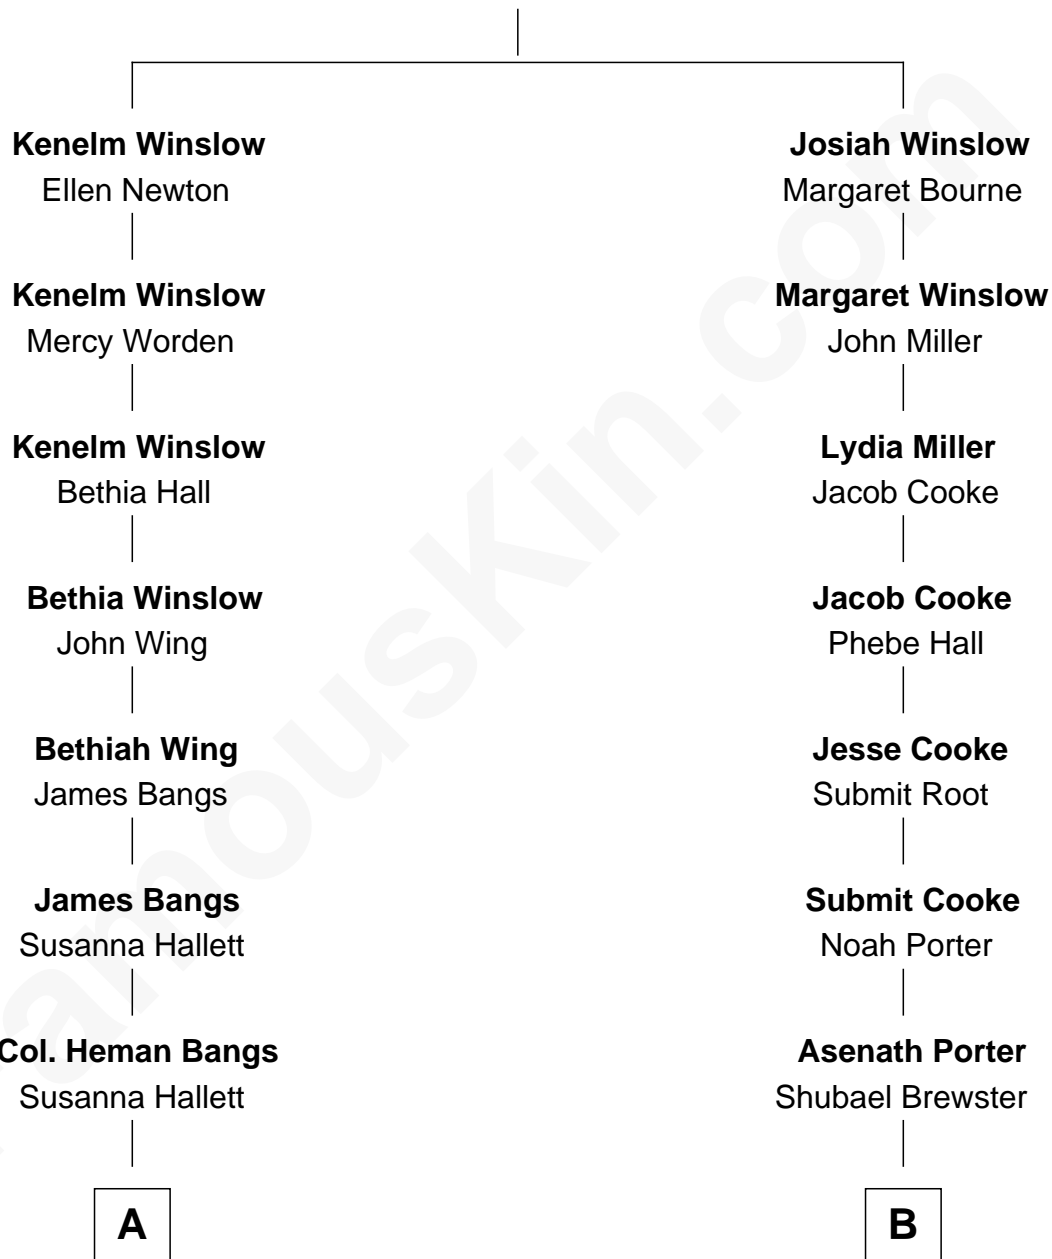 Kenelm Winslow
Ellen Newton
Josiah Winslow
Margaret Bourne
Kenelm Winslow
Mercy Worden
Margaret Winslow
John Miller
Kenelm Winslow
Bethia Hall
Lydia Miller
Jacob Cooke
Bethia Winslow
John Wing
Jacob Cooke
Phebe Hall
Bethiah Wing
James Bangs
Jesse Cooke
Submit Root
James Bangs
Susanna Hallett
Submit Cooke
Noah Porter
Col. Heman Bangs
Susanna Hallett
Asenath Porter
Shubael Brewster
A
B
FamousKin.com